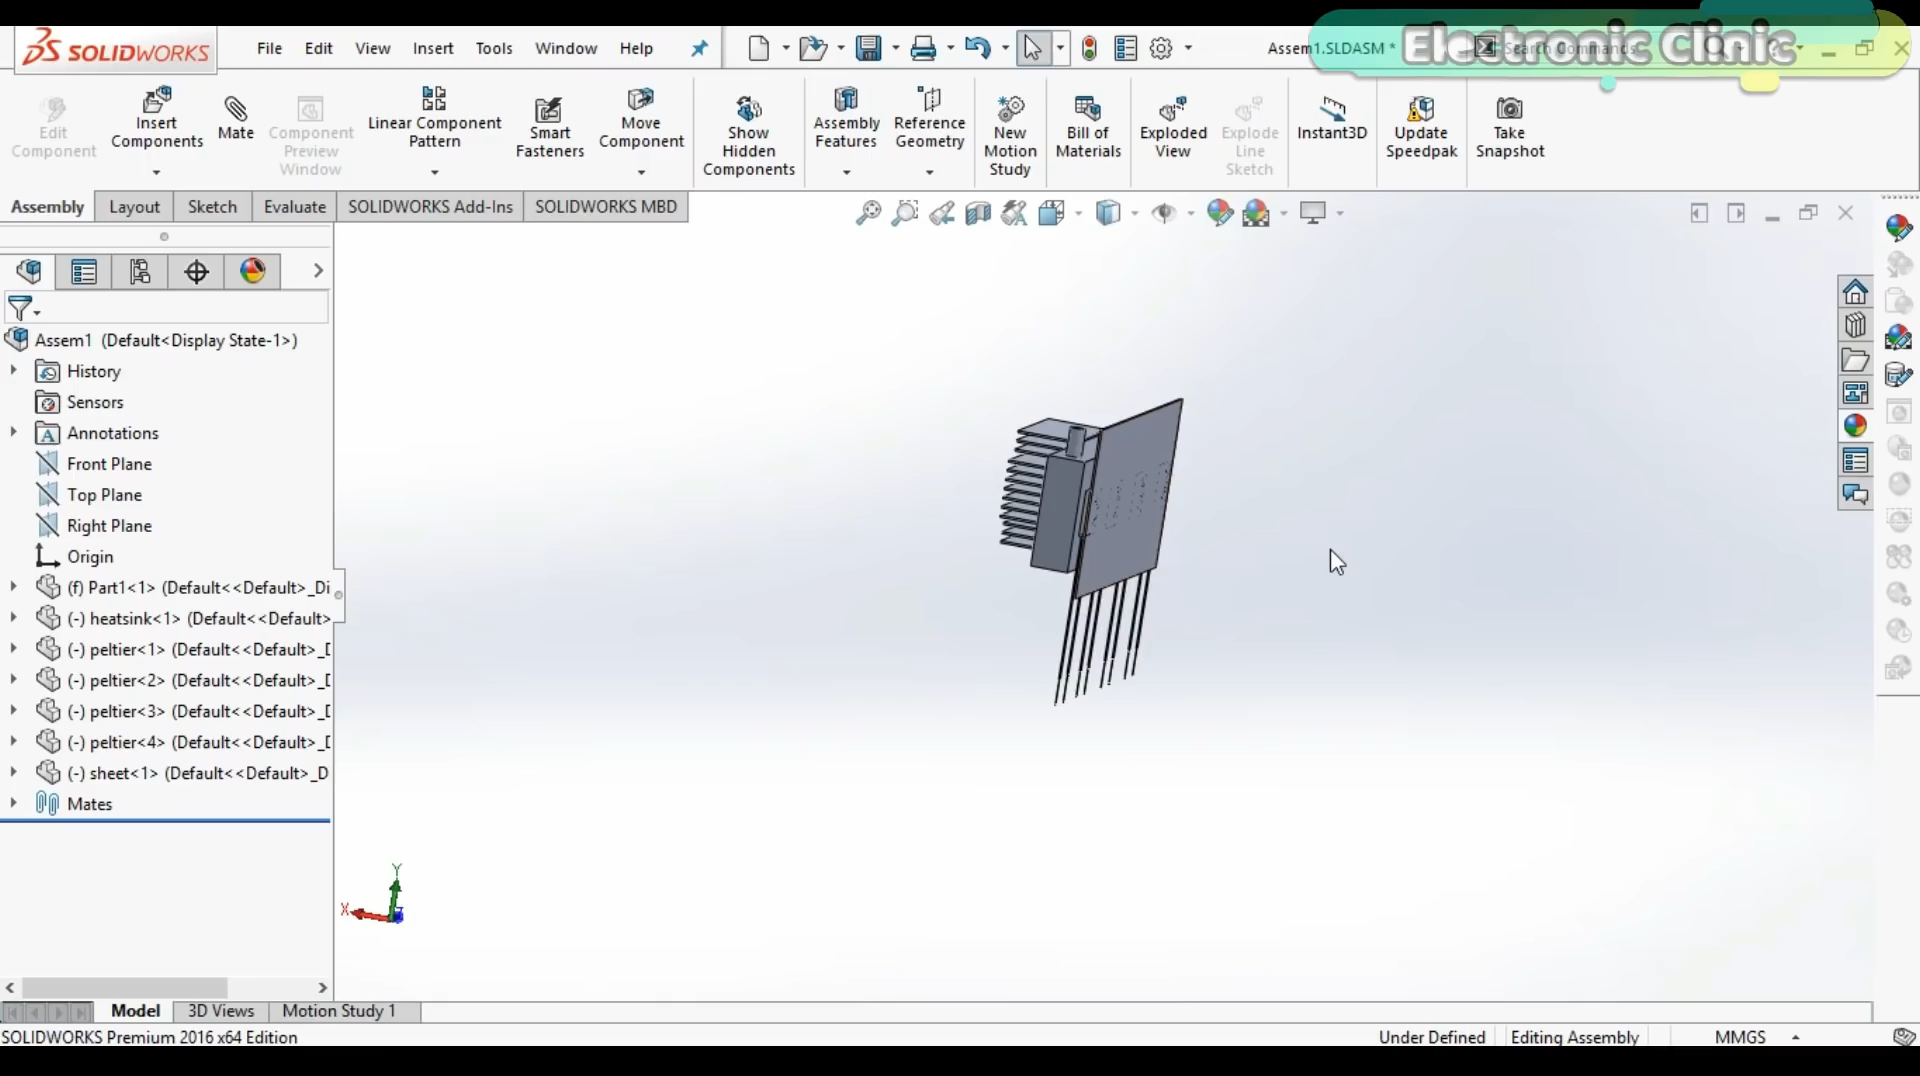 SOLIDWORKS
File Edit View Insert Tools Window Help
Assem1.SLDASM *
Search Commands
Electronic Clinic
Edit Component
Insert Components
Mate
Component Preview Window
Linear Component Pattern
Smart Fasteners
Move Component
Show Hidden Components
Assembly Features
Reference Geometry
New Motion Study
Bill of Materials
Exploded View
Explode Line Sketch
Instant3D
Update Speedpak
Take Snapshot
Assembly Layout Sketch Evaluate SOLIDWORKS Add-Ins SOLIDWORKS MBD
Assem1 (Default<Display State-1>)
History
Sensors
Annotations
Front Plane
Top Plane
Right Plane
Origin
(f) Part1<1> (Default<<Default>_Di
(-) heatsink<1> (Default<<Default>
(-) peltier<1> (Default<<Default>_D
(-) peltier<2> (Default<<Default>_D
(-) peltier<3> (Default<<Default>_D
(-) peltier<4> (Default<<Default>_D
(-) sheet<1> (Default<<Default>_D
Mates
Y
X
Z
Model 3D Views Motion Study 1
SOLIDWORKS Premium 2016 x64 Edition
Under Defined Editing Assembly MMGS